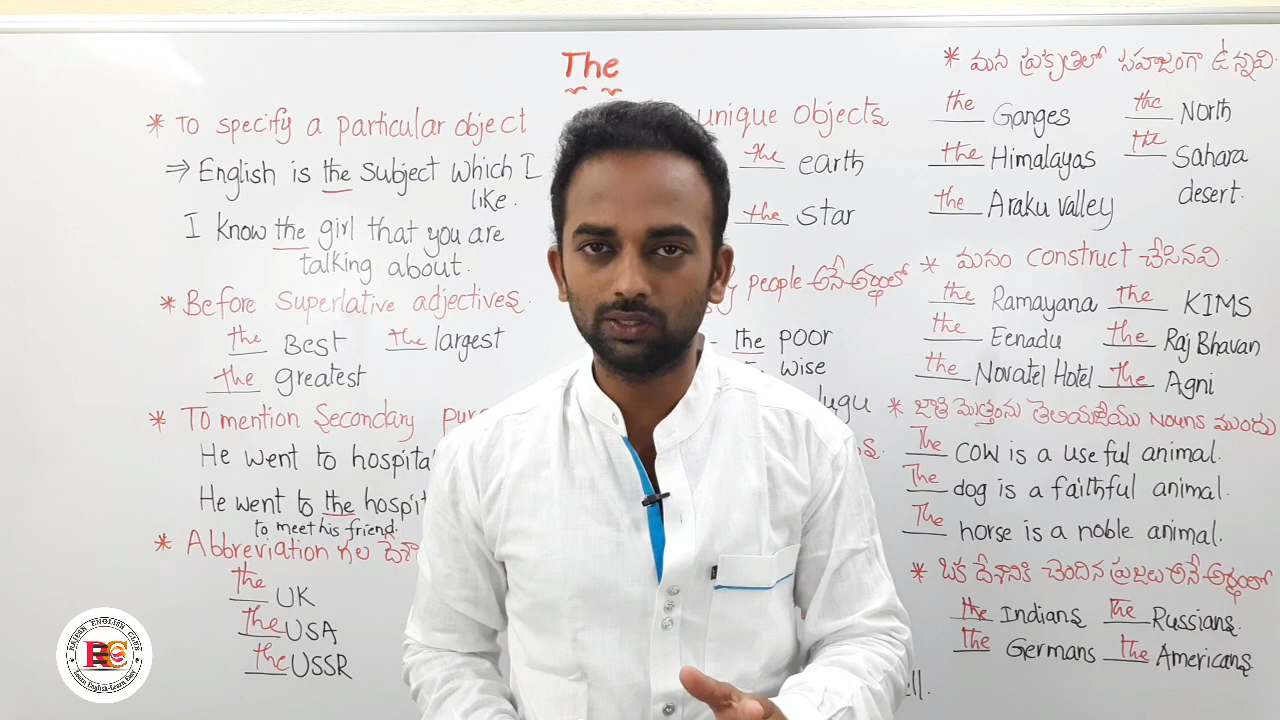 The
* To specify a particular object
⇒ English is the subject which I
like.
I know the girl that you are
talking about.
* Before Superlative adjectives.
the Best the largest
the greatest
* To mention Secondary
He went to
He went to the
to meet his friend.
* Abbreviation గల
the UK
the USA
the USSR
unique objects
the earth
the star
people అనే అర్థంలో
the poor
wise
* మన ప్రకృతిలో సహజంగా ఉన్నవి.
the Ganges the North
the Himalayas the Sahara
desert.
the Araku valley
* మనం construct చేసినవి.
the Ramayana the KIMS
the Eenadu the Raj Bhavan
the Novatel Hotel the Agni
* జాతి మొత్తంను తెలియజేయు Nouns ముందు
The cow is a useful animal.
The dog is a faithful animal.
The horse is a noble animal.
* ఒక దేశానికి చెందిన ప్రజలు అనే అర్థంలో
the Indians the Russians.
the Germans the Americans